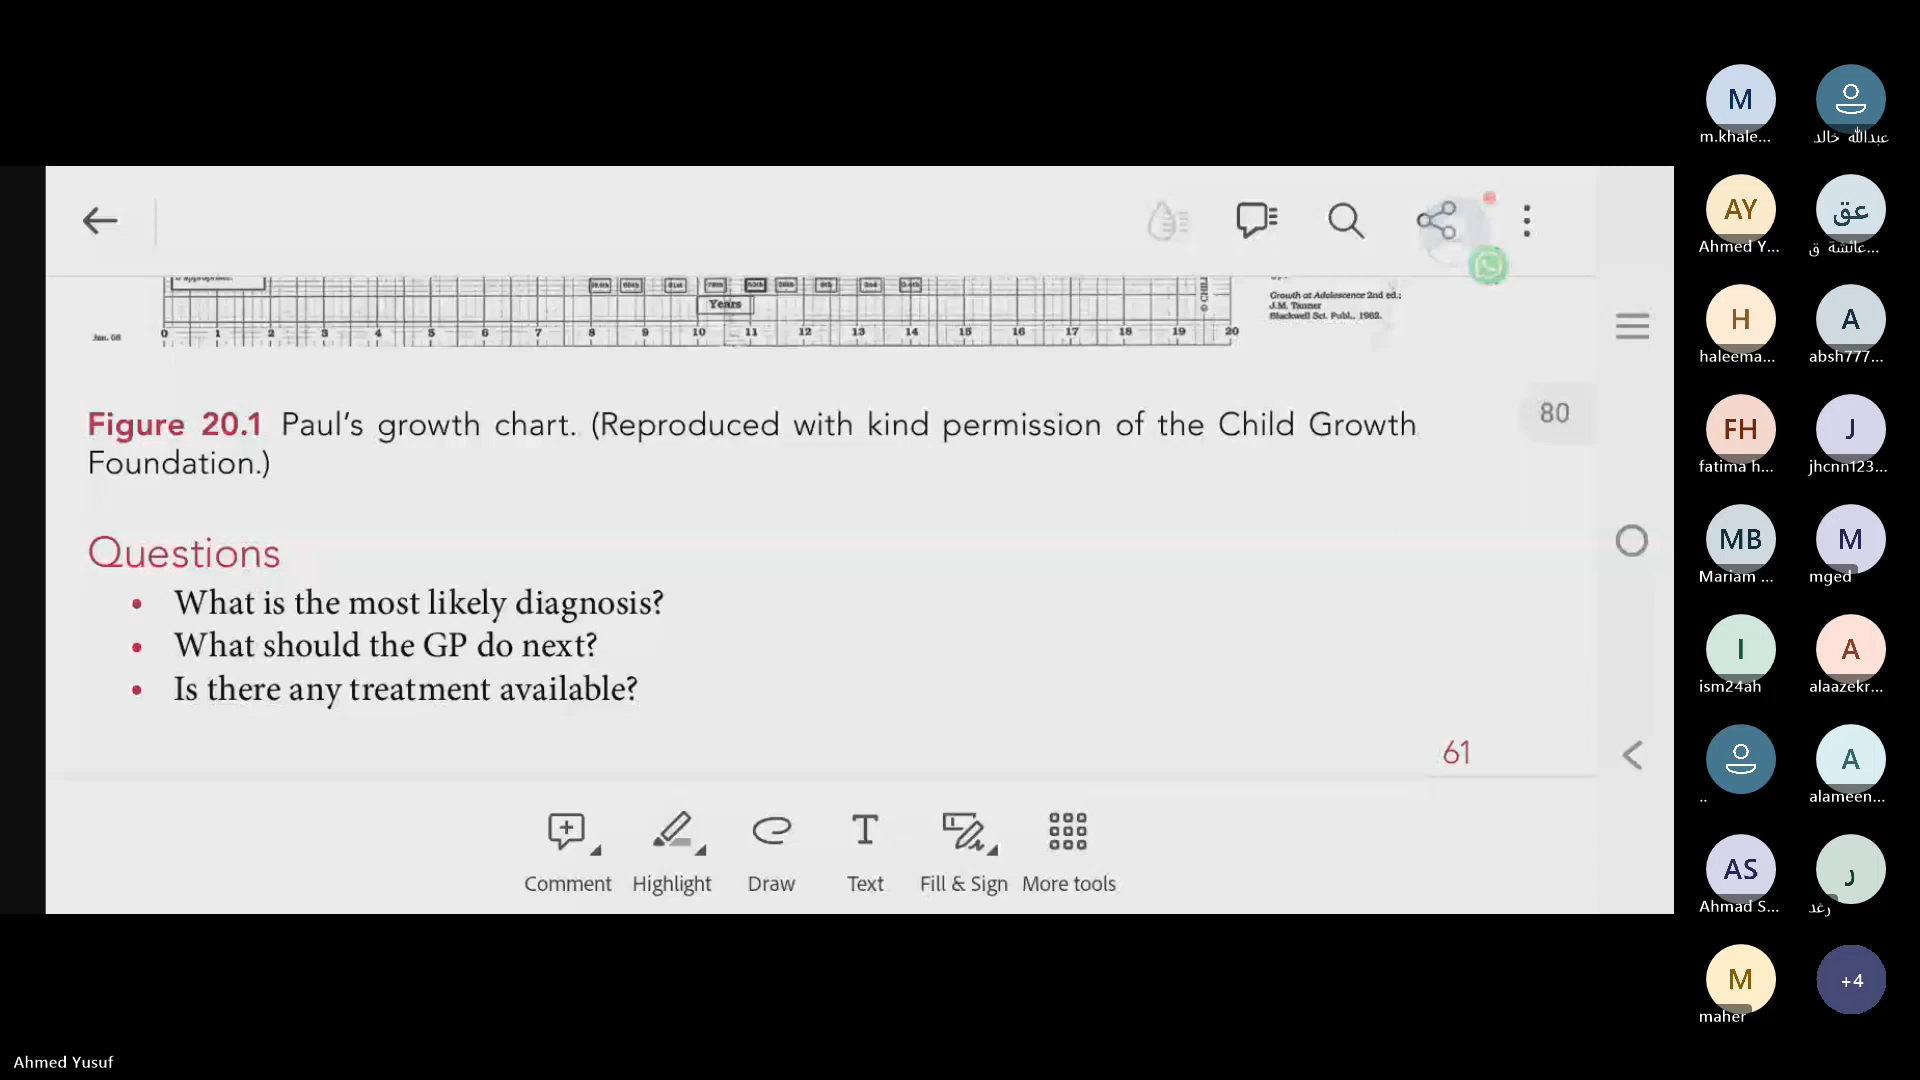 Years
Growth at Adolescence 2nd ed.;
J.M. Tanner
Blackwell Sci. Publ., 1962.
Jan. 08
0 1 2 3 4 5 6 7 8 9 10 11 12 13 14 15 16 17 18 19 20
Figure 20.1 Paul's growth chart. (Reproduced with kind permission of the Child Growth
Foundation.)
80
Questions
• What is the most likely diagnosis?
• What should the GP do next?
• Is there any treatment available?
61
Comment
Highlight
Draw
T
Text
Fill & Sign
More tools
M
m.khale...
عبدالله خالد
AY
Ahmed Y...
عق
عائشة ق...
H
haleema...
A
absh777...
FH
fatima h...
J
jhcnn123...
MB
Mariam ...
M
mged
I
ism24ah
A
alaazekr...
..
A
alameen...
AS
Ahmad S...
ر
رغد
M
maher
+4
Ahmed Yusuf